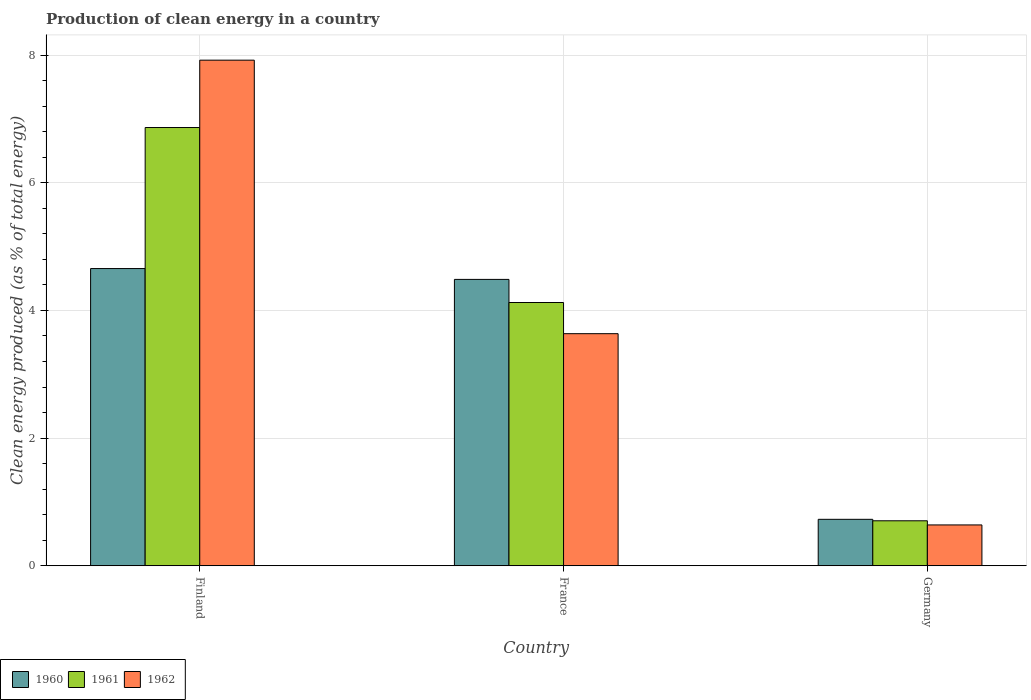 Production of clean energy in a country
Clean energy produced (as % of total energy)
8
6
4
2
0
Finland
France
Germany
Country
1960
1961
1962